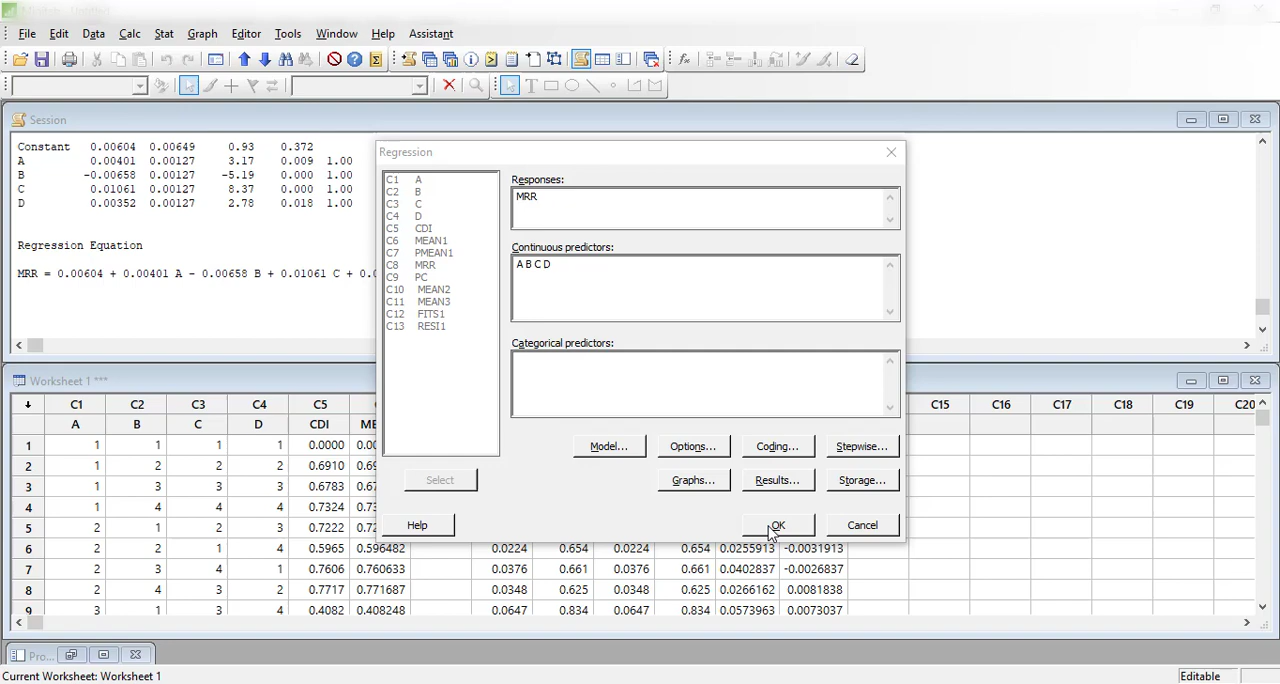 File Edit Data Calc Stat Graph Editor Tools Window Help Assistant
Session
Constant 0.00604 0.00649 0.93 0.372
A 0.00401 0.00127 3.17 0.009 1.00
B -0.00658 0.00127 -5.19 0.000 1.00
C 0.01061 0.00127 8.37 0.000 1.00
D 0.00352 0.00127 2.78 0.018 1.00
Regression Equation
MRR = 0.00604 + 0.00401 A - 0.00658 B + 0.01061 C + 0.0
Regression
C1 A
C2 B
C3 C
C4 D
C5 CDI
C6 MEAN1
C7 PMEAN1
C8 MRR
C9 PC
C10 MEAN2
C11 MEAN3
C12 FITS1
C13 RESI1
Responses:
MRR
Continuous predictors:
A B C D
Categorical predictors:
Model... Options... Coding... Stepwise...
Select Graphs... Results... Storage...
Help OK Cancel
Worksheet 1 ***
C1 C2 C3 C4 C5 C15 C16 C17 C18 C19 C20
A B C D CDI ME
1 1 1 1 1 0.0000 0.00
2 1 2 2 2 0.6910 0.69
3 1 3 3 3 0.6783 0.67
4 1 4 4 4 0.7324 0.73
5 2 1 2 3 0.7222 0.72
6 2 2 1 4 0.5965 0.596482 0.0224 0.654 0.0224 0.654 0.0255913 -0.0031913
7 2 3 4 1 0.7606 0.760633 0.0376 0.661 0.0376 0.661 0.0402837 -0.0026837
8 2 4 3 2 0.7717 0.771687 0.0348 0.625 0.0348 0.625 0.0266162 0.0081838
9 3 1 3 4 0.4082 0.408248 0.0647 0.834 0.0647 0.834 0.0573963 0.0073037
Pro...
Current Worksheet: Worksheet 1 Editable